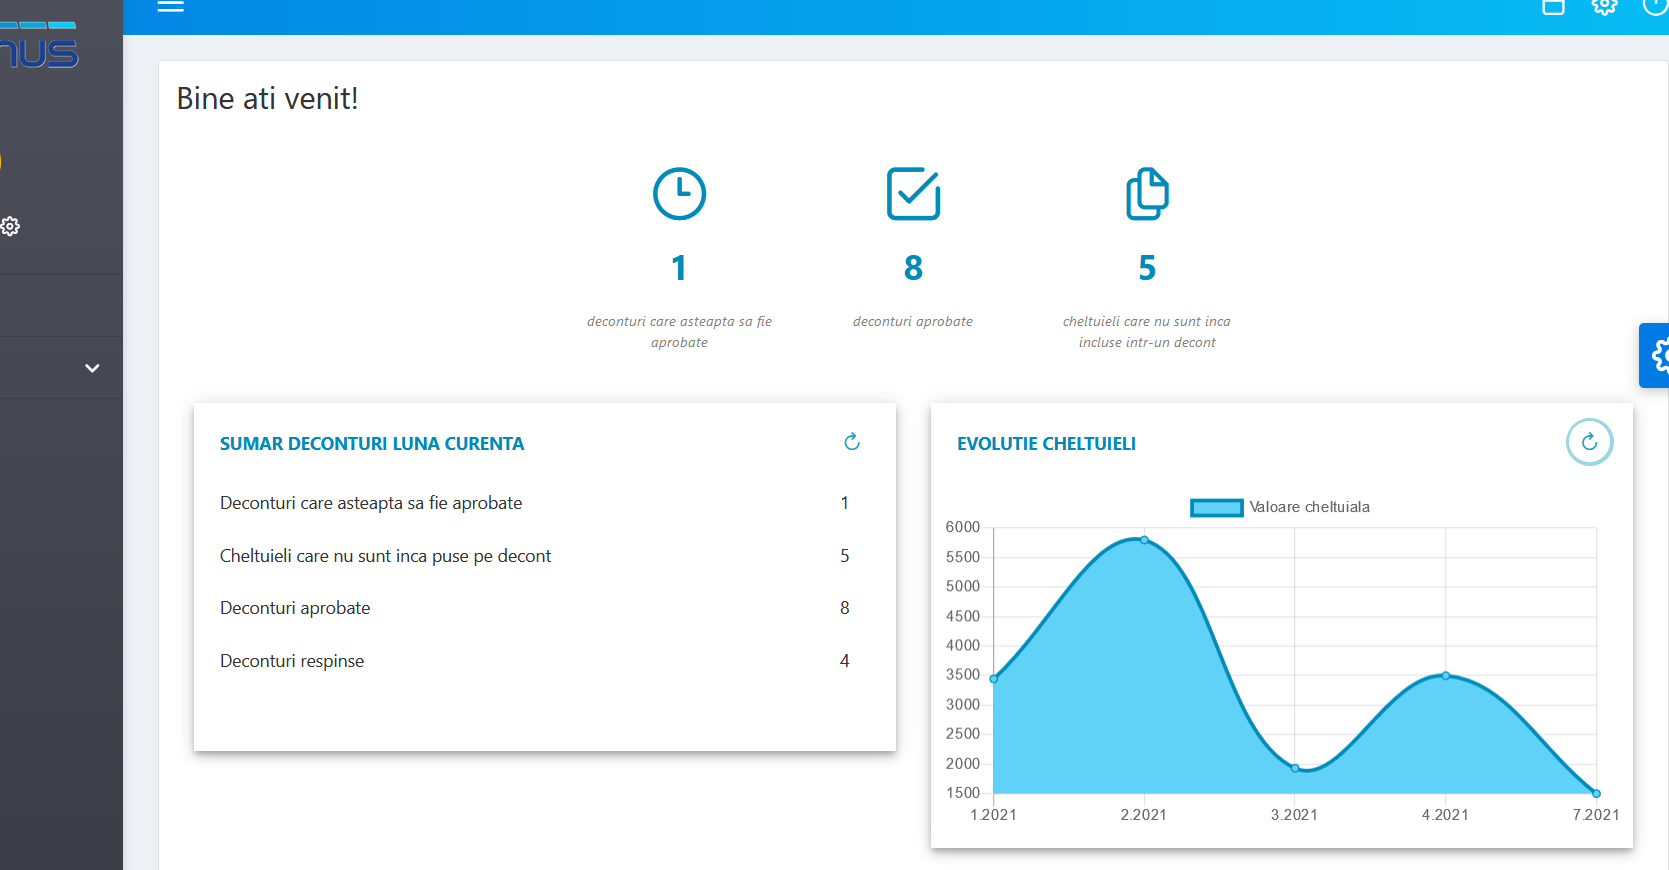 nus
Bine ati venit!
1
8
5
deconturi care asteapta sa fie
aprobate
deconturi aprobate
cheltuieli care nu sunt inca
incluse intr-un decont
SUMAR DECONTURI LUNA CURENTA
Deconturi care asteapta sa fie aprobate 1
Cheltuieli care nu sunt inca puse pe decont 5
Deconturi aprobate 8
Deconturi respinse 4
EVOLUTIE CHELTUIELI
Valoare cheltuiala
6000
5500
5000
4500
4000
3500
3000
2500
2000
1500
1.2021 2.2021 3.2021 4.2021 7.2021